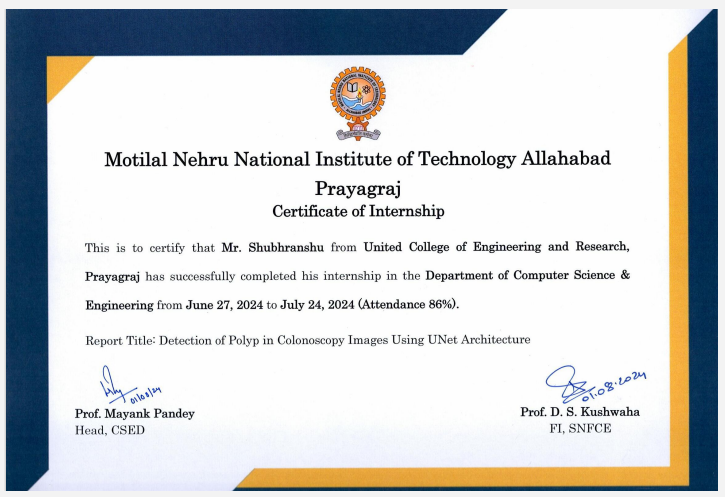 Motilal Nehru National Institute of Technology Allahabad
Prayagraj
Certificate of Internship
This is to certify that Mr. Shubhranshu from United College of Engineering and Research,
Prayagraj has successfully completed his internship in the Department of Computer Science &
Engineering from June 27, 2024 to July 24, 2024 (Attendance 86%).
Report Title: Detection of Polyp in Colonoscopy Images Using UNet Architecture
01/08/24
01.08.2024
Prof. Mayank Pandey
Prof. D. S. Kushwaha
Head, CSED
FI, SNFCE